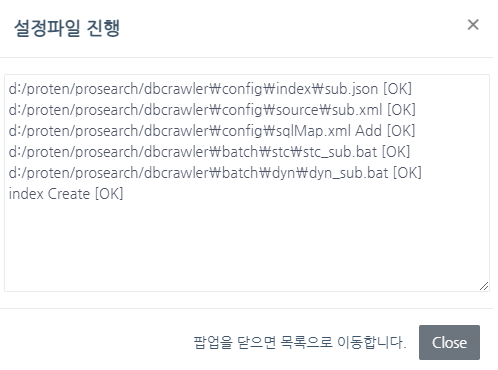 설정파일 진행
×
d:/proten/prosearch/dbcrawler₩config₩index₩sub.json [OK]
d:/proten/prosearch/dbcrawler₩config₩source₩sub.xml [OK]
d:/proten/prosearch/dbcrawler₩config₩sqlMap.xml Add [OK]
d:/proten/prosearch/dbcrawler₩batch₩stc₩stc_sub.bat [OK]
d:/proten/prosearch/dbcrawler₩batch₩dyn₩dyn_sub.bat [OK]
index Create [OK]
팝업을 닫으면 목록으로 이동합니다. Close